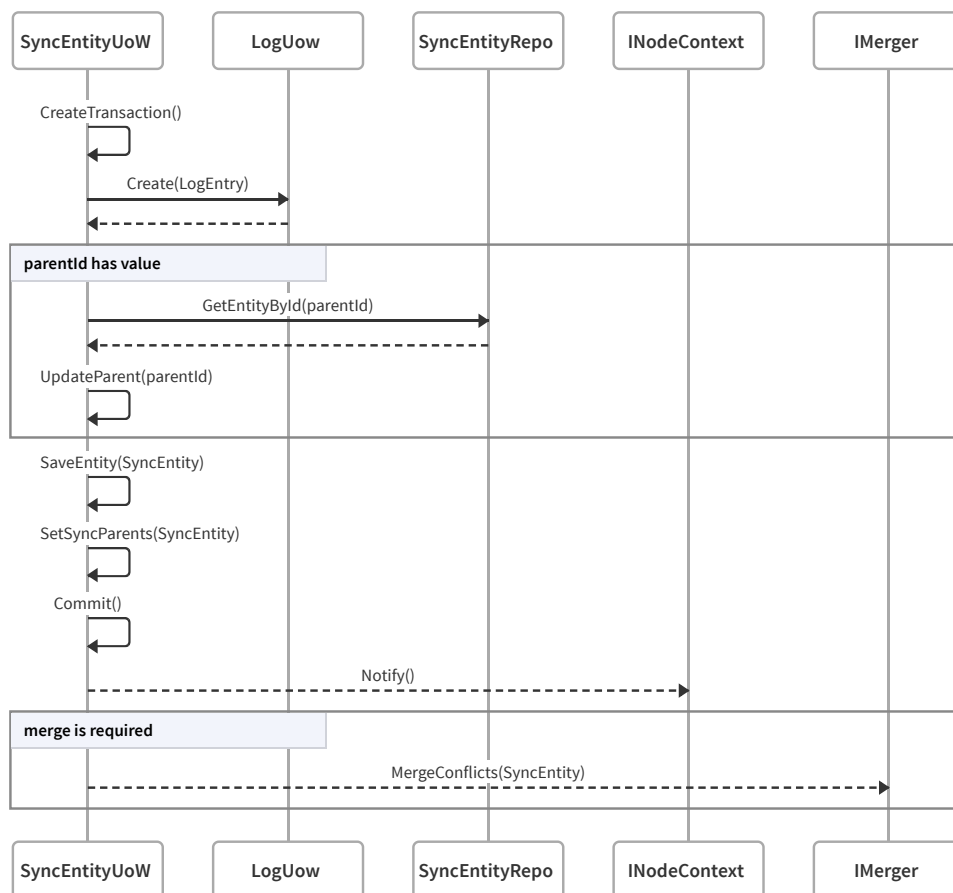 SyncEntityUoW LogUow SyncEntityRepo INodeContext IMerger
CreateTransaction()
Create(LogEntry)
parentId has value
GetEntityById(parentId)
UpdateParent(parentId)
SaveEntity(SyncEntity)
SetSyncParents(SyncEntity)
Commit()
Notify()
merge is required
MergeConflicts(SyncEntity)
SyncEntityUoW LogUow SyncEntityRepo INodeContext IMerger